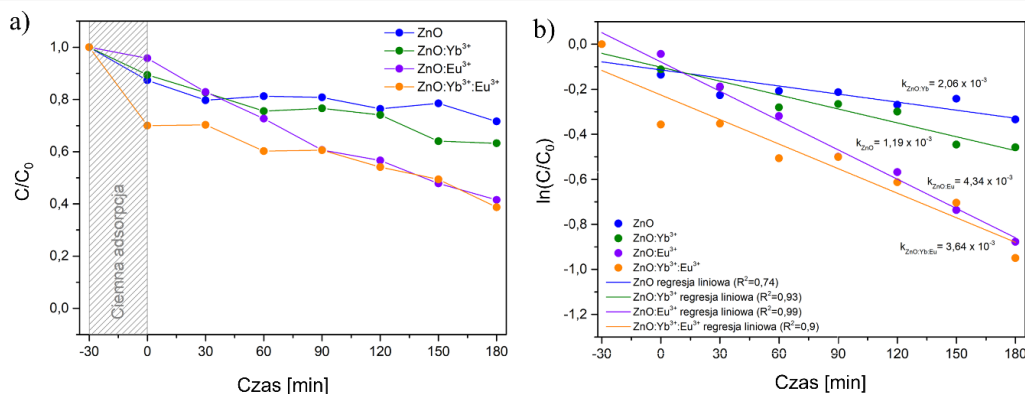 a)
ZnO
ZnO:Yb³⁺
ZnO:Eu³⁺
ZnO:Yb³⁺:Eu³⁺
1,0
0,8
0,6
0,4
0,2
0,0
C/C₀
Ciemna adsorpcja
-30 0 30 60 90 120 150 180
Czas [min]
b)
0,0
-0,2
-0,4
-0,6
-0,8
-1,0
-1,2
ln(C/C₀)
k_ZnO:Yb = 2,06 x 10⁻³
k_ZnO = 1,19 x 10⁻³
k_ZnO:Eu = 4,34 x 10⁻³
k_ZnO:Yb:Eu = 3,64 x 10⁻³
ZnO
ZnO:Yb³⁺
ZnO:Eu³⁺
ZnO:Yb³⁺:Eu³⁺
ZnO regresja liniowa (R²=0,74)
ZnO:Yb³⁺ regresja liniowa (R²=0,93)
ZnO:Eu³⁺ regresja liniowa (R²=0,99)
ZnO:Yb³⁺:Eu³⁺ regresja liniowa (R²=0,9)
-30 0 30 60 90 120 150 180
Czas [min]